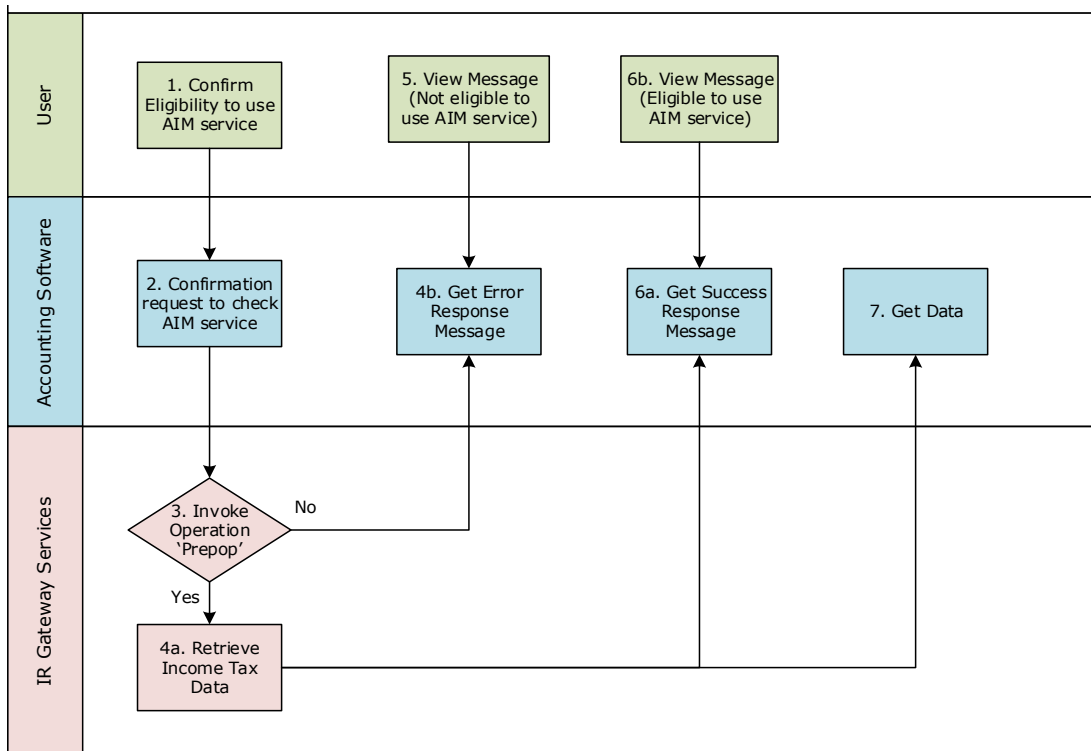 User
1. Confirm
Eligibility to use
AIM service
5. View Message
(Not eligible to
use AIM service)
6b. View Message
(Eligible to use
AIM service)
Accounting Software
2. Confirmation
request to check
AIM service
4b. Get Error
Response
Message
6a. Get Success
Response
Message
7. Get Data
IR Gateway Services
3. Invoke
Operation
‘Prepop’
No
Yes
4a. Retrieve
Income Tax
Data